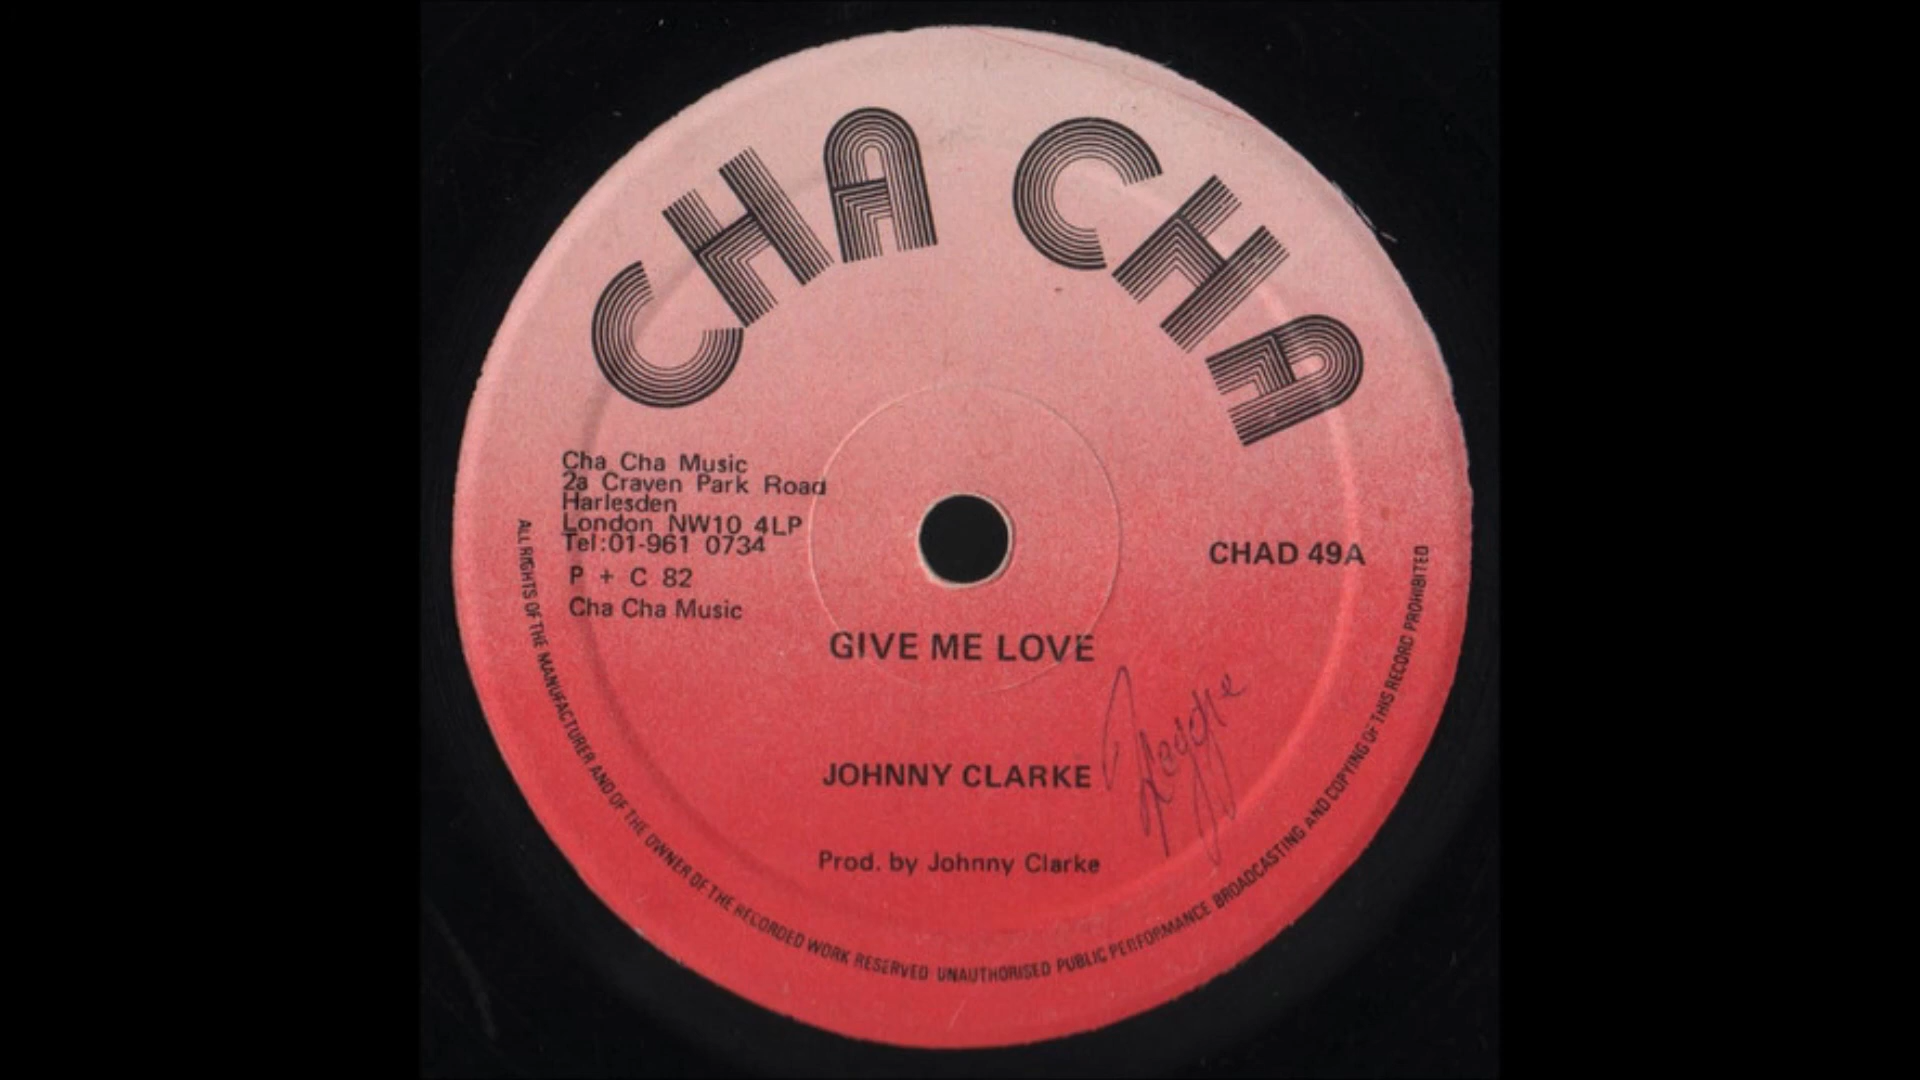 CHA CHA
Cha Cha Music
2a Craven Park Road
Harlesden
London NW10 4LP
Tel:01-961 0734
P + C 82
Cha Cha Music
CHAD 49A
GIVE ME LOVE
JOHNNY CLARKE
Prod. by Johnny Clarke
ALL RIGHTS OF THE MANUFACTURER AND OF THE OWNER OF THE RECORDED WORK RESERVED UNAUTHORISED PUBLIC PERFORMANCE BROADCASTING AND COPYING OF THIS RECORD PROHIBITED